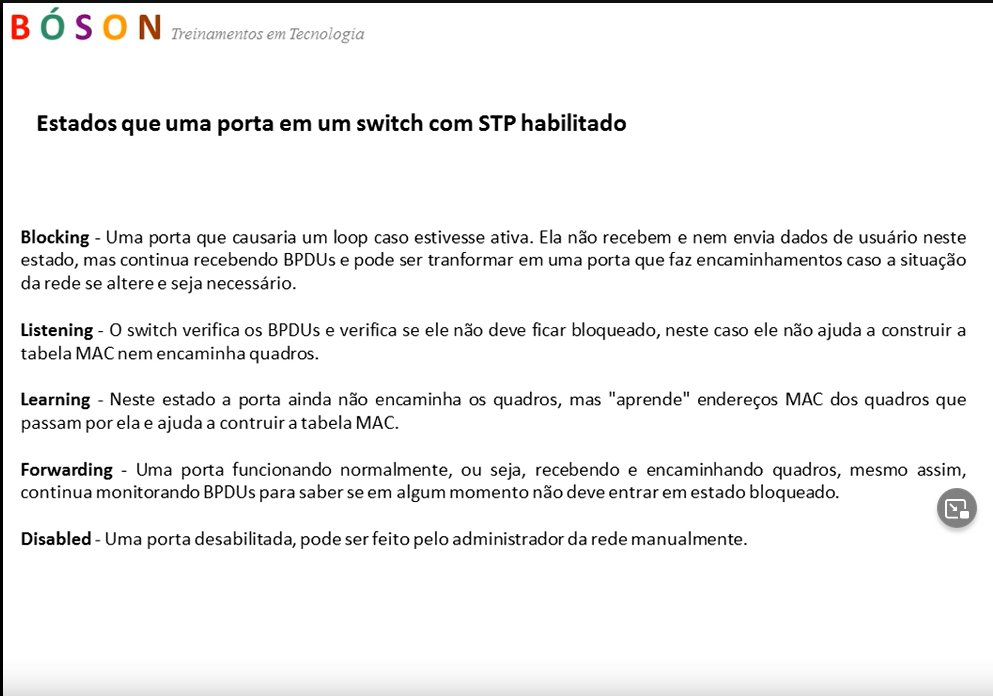 BÓSON Treinamentos em Tecnologia
Estados que uma porta em um switch com STP habilitado
Blocking - Uma porta que causaria um loop caso estivesse ativa. Ela não recebem e nem envia dados de usuário neste
estado, mas continua recebendo BPDUs e pode ser tranformar em uma porta que faz encaminhamentos caso a situação
da rede se altere e seja necessário.
Listening - O switch verifica os BPDUs e verifica se ele não deve ficar bloqueado, neste caso ele não ajuda a construir a
tabela MAC nem encaminha quadros.
Learning - Neste estado a porta ainda não encaminha os quadros, mas "aprende" endereços MAC dos quadros que
passam por ela e ajuda a contruir a tabela MAC.
Forwarding - Uma porta funcionando normalmente, ou seja, recebendo e encaminhando quadros, mesmo assim,
continua monitorando BPDUs para saber se em algum momento não deve entrar em estado bloqueado.
Disabled - Uma porta desabilitada, pode ser feito pelo administrador da rede manualmente.